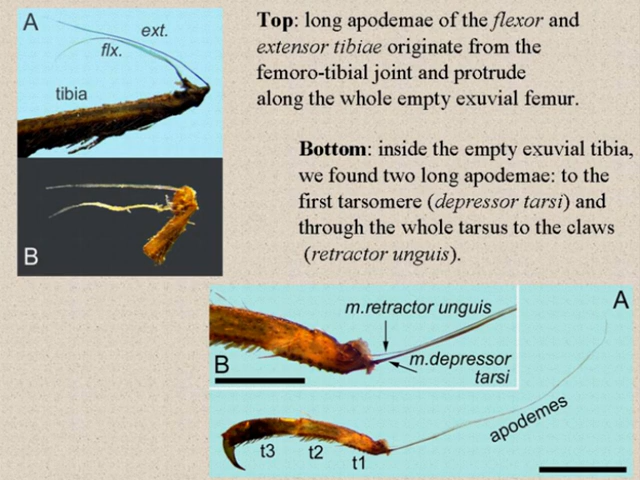 A
ext.
flx.
tibia
B
Top: long apodemae of the flexor and
extensor tibiae originate from the
femoro-tibial joint and protrude
along the whole empty exuvial femur.
Bottom: inside the empty exuvial tibia,
we found two long apodemae: to the
first tarsomere (depressor tarsi) and
through the whole tarsus to the claws
(retractor unguis).
A
m.retractor unguis
B
m.depressor
tarsi
apodemes
t3
t2
t1